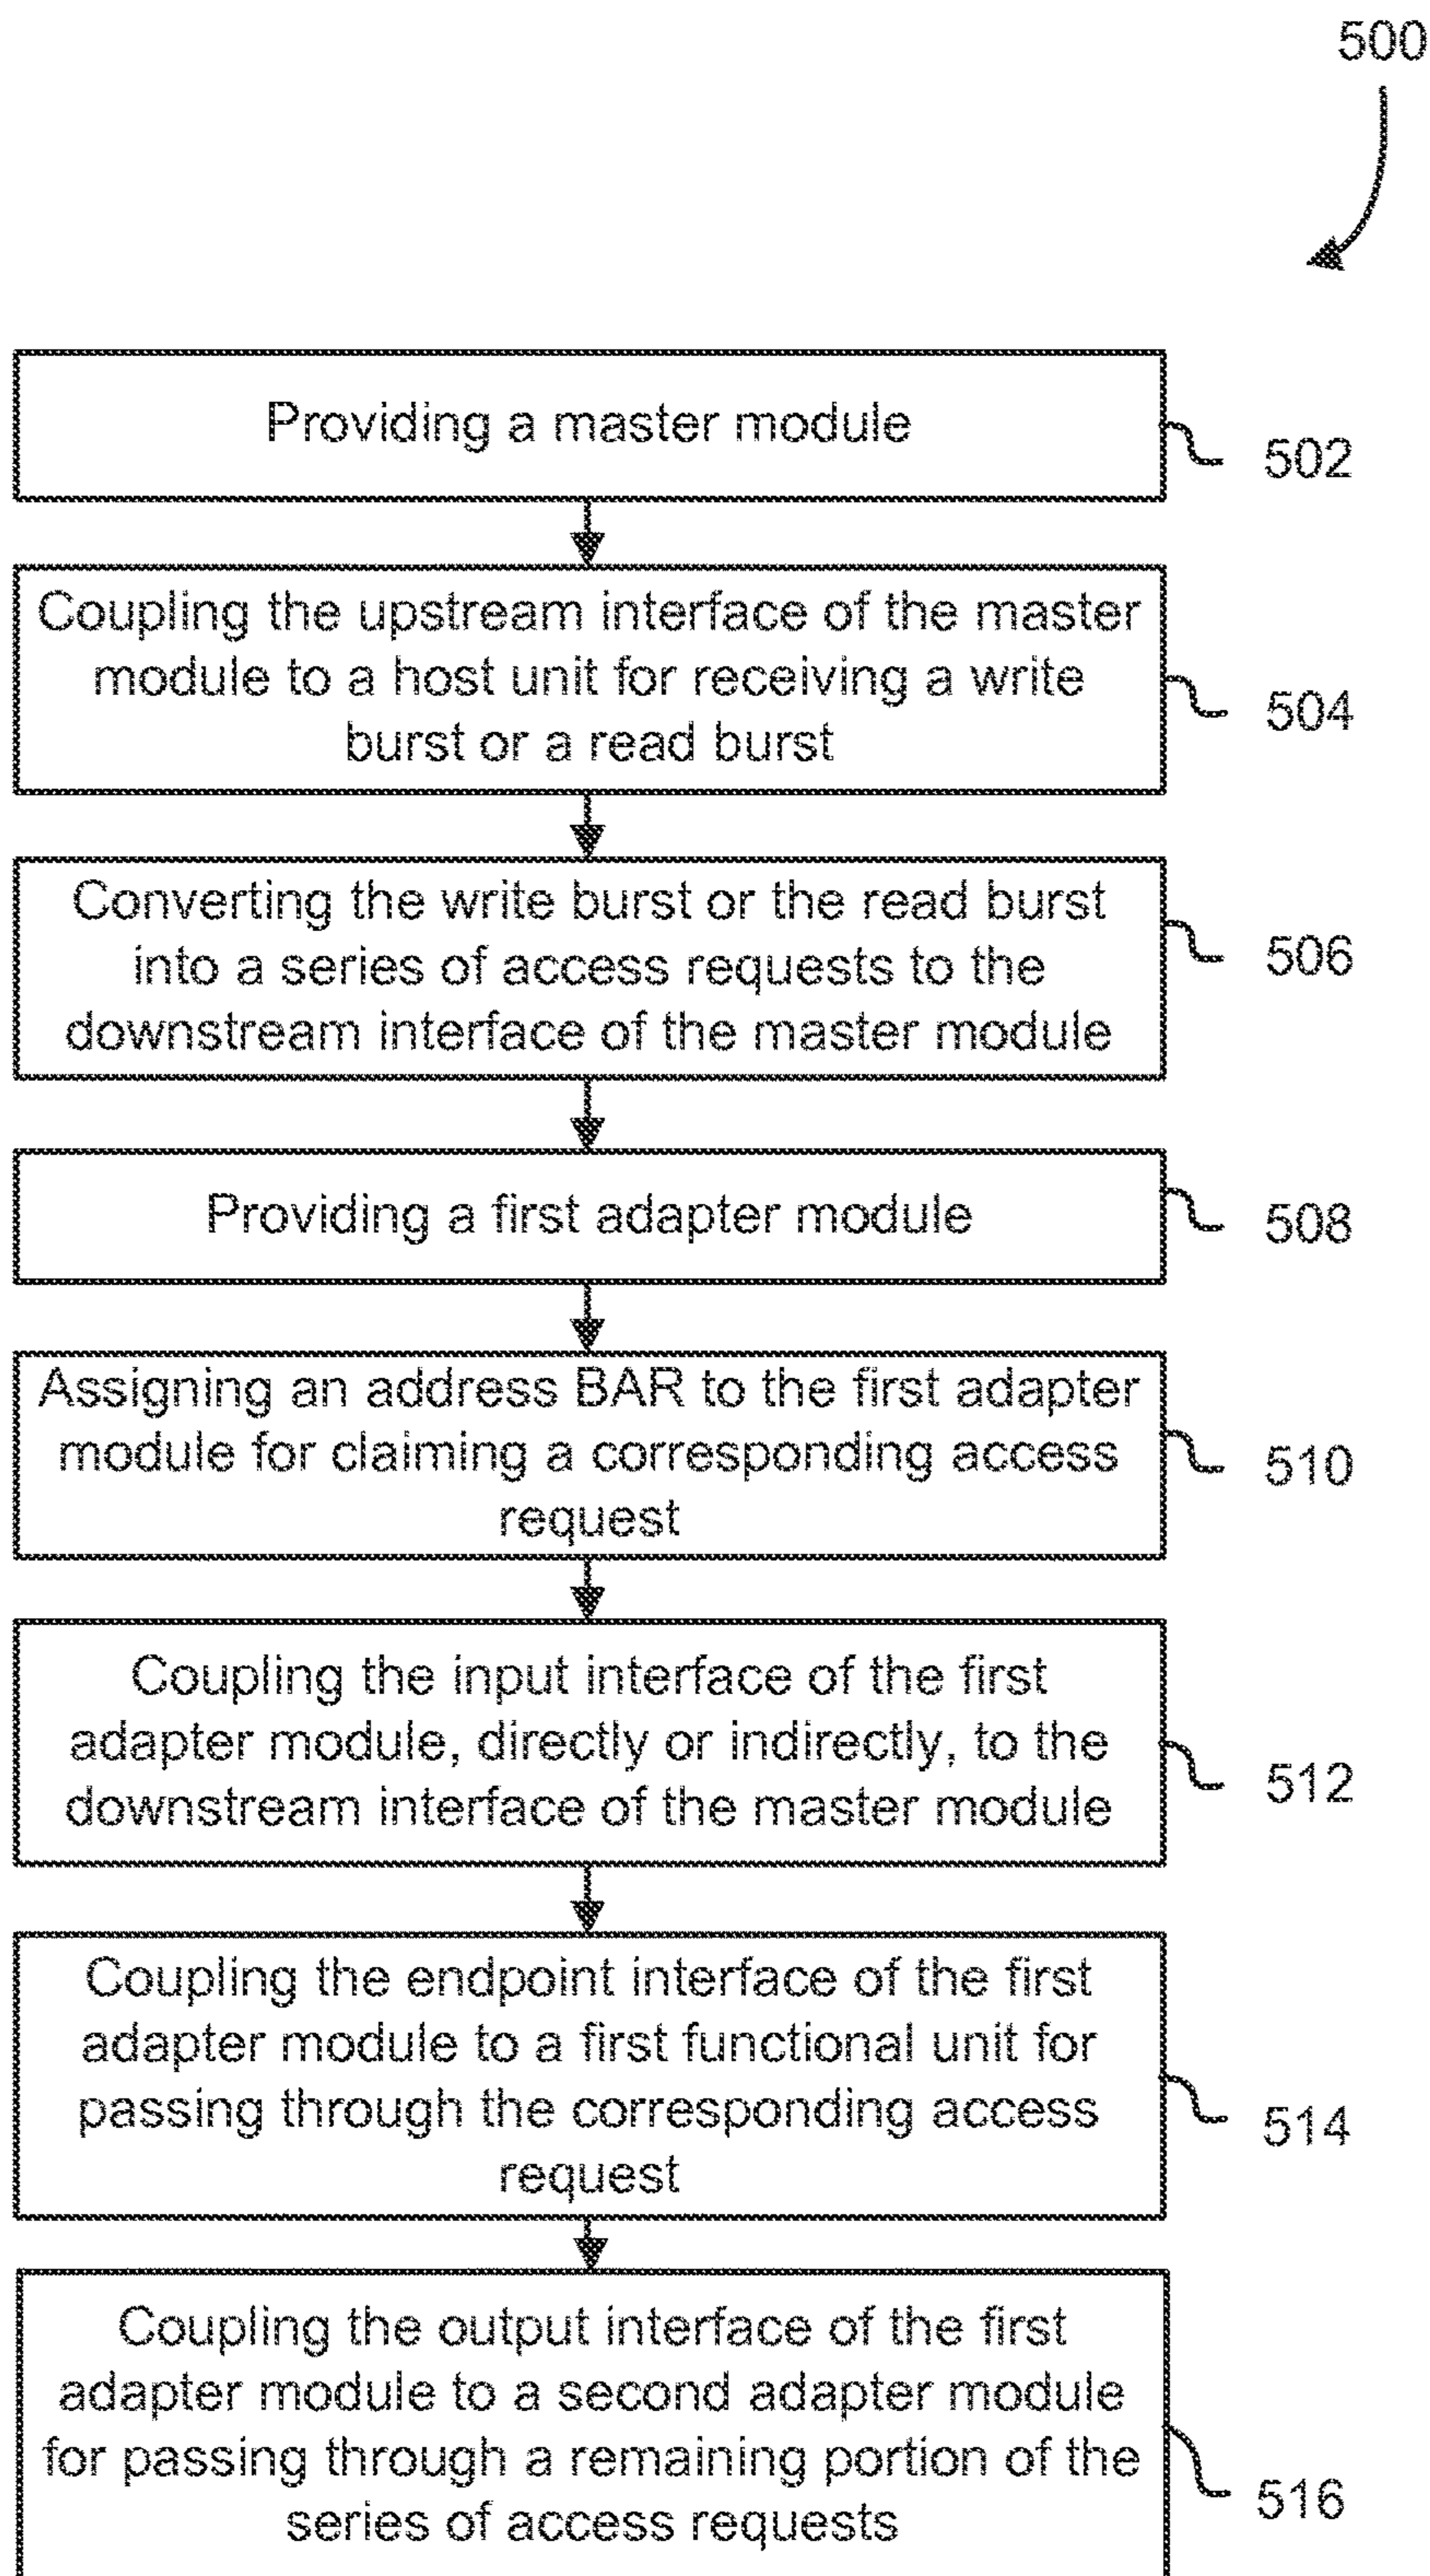 500
Providing a master module
502
Coupling the upstream interface of the master
module to a host unit for receiving a write
burst or a read burst
504
Converting the write burst or the read burst
into a series of access requests to the
downstream interface of the master module
506
Providing a first adapter module
508
Assigning an address BAR to the first adapter
module for claiming a corresponding access
request
510
Coupling the input interface of the first
adapter module, directly or indirectly, to the
downstream interface of the master module
512
Coupling the endpoint interface of the first
adapter module to a first functional unit for
passing through the corresponding access
request
514
Coupling the output interface of the first
adapter module to a second adapter module
for passing through a remaining portion of the
series of access requests
516